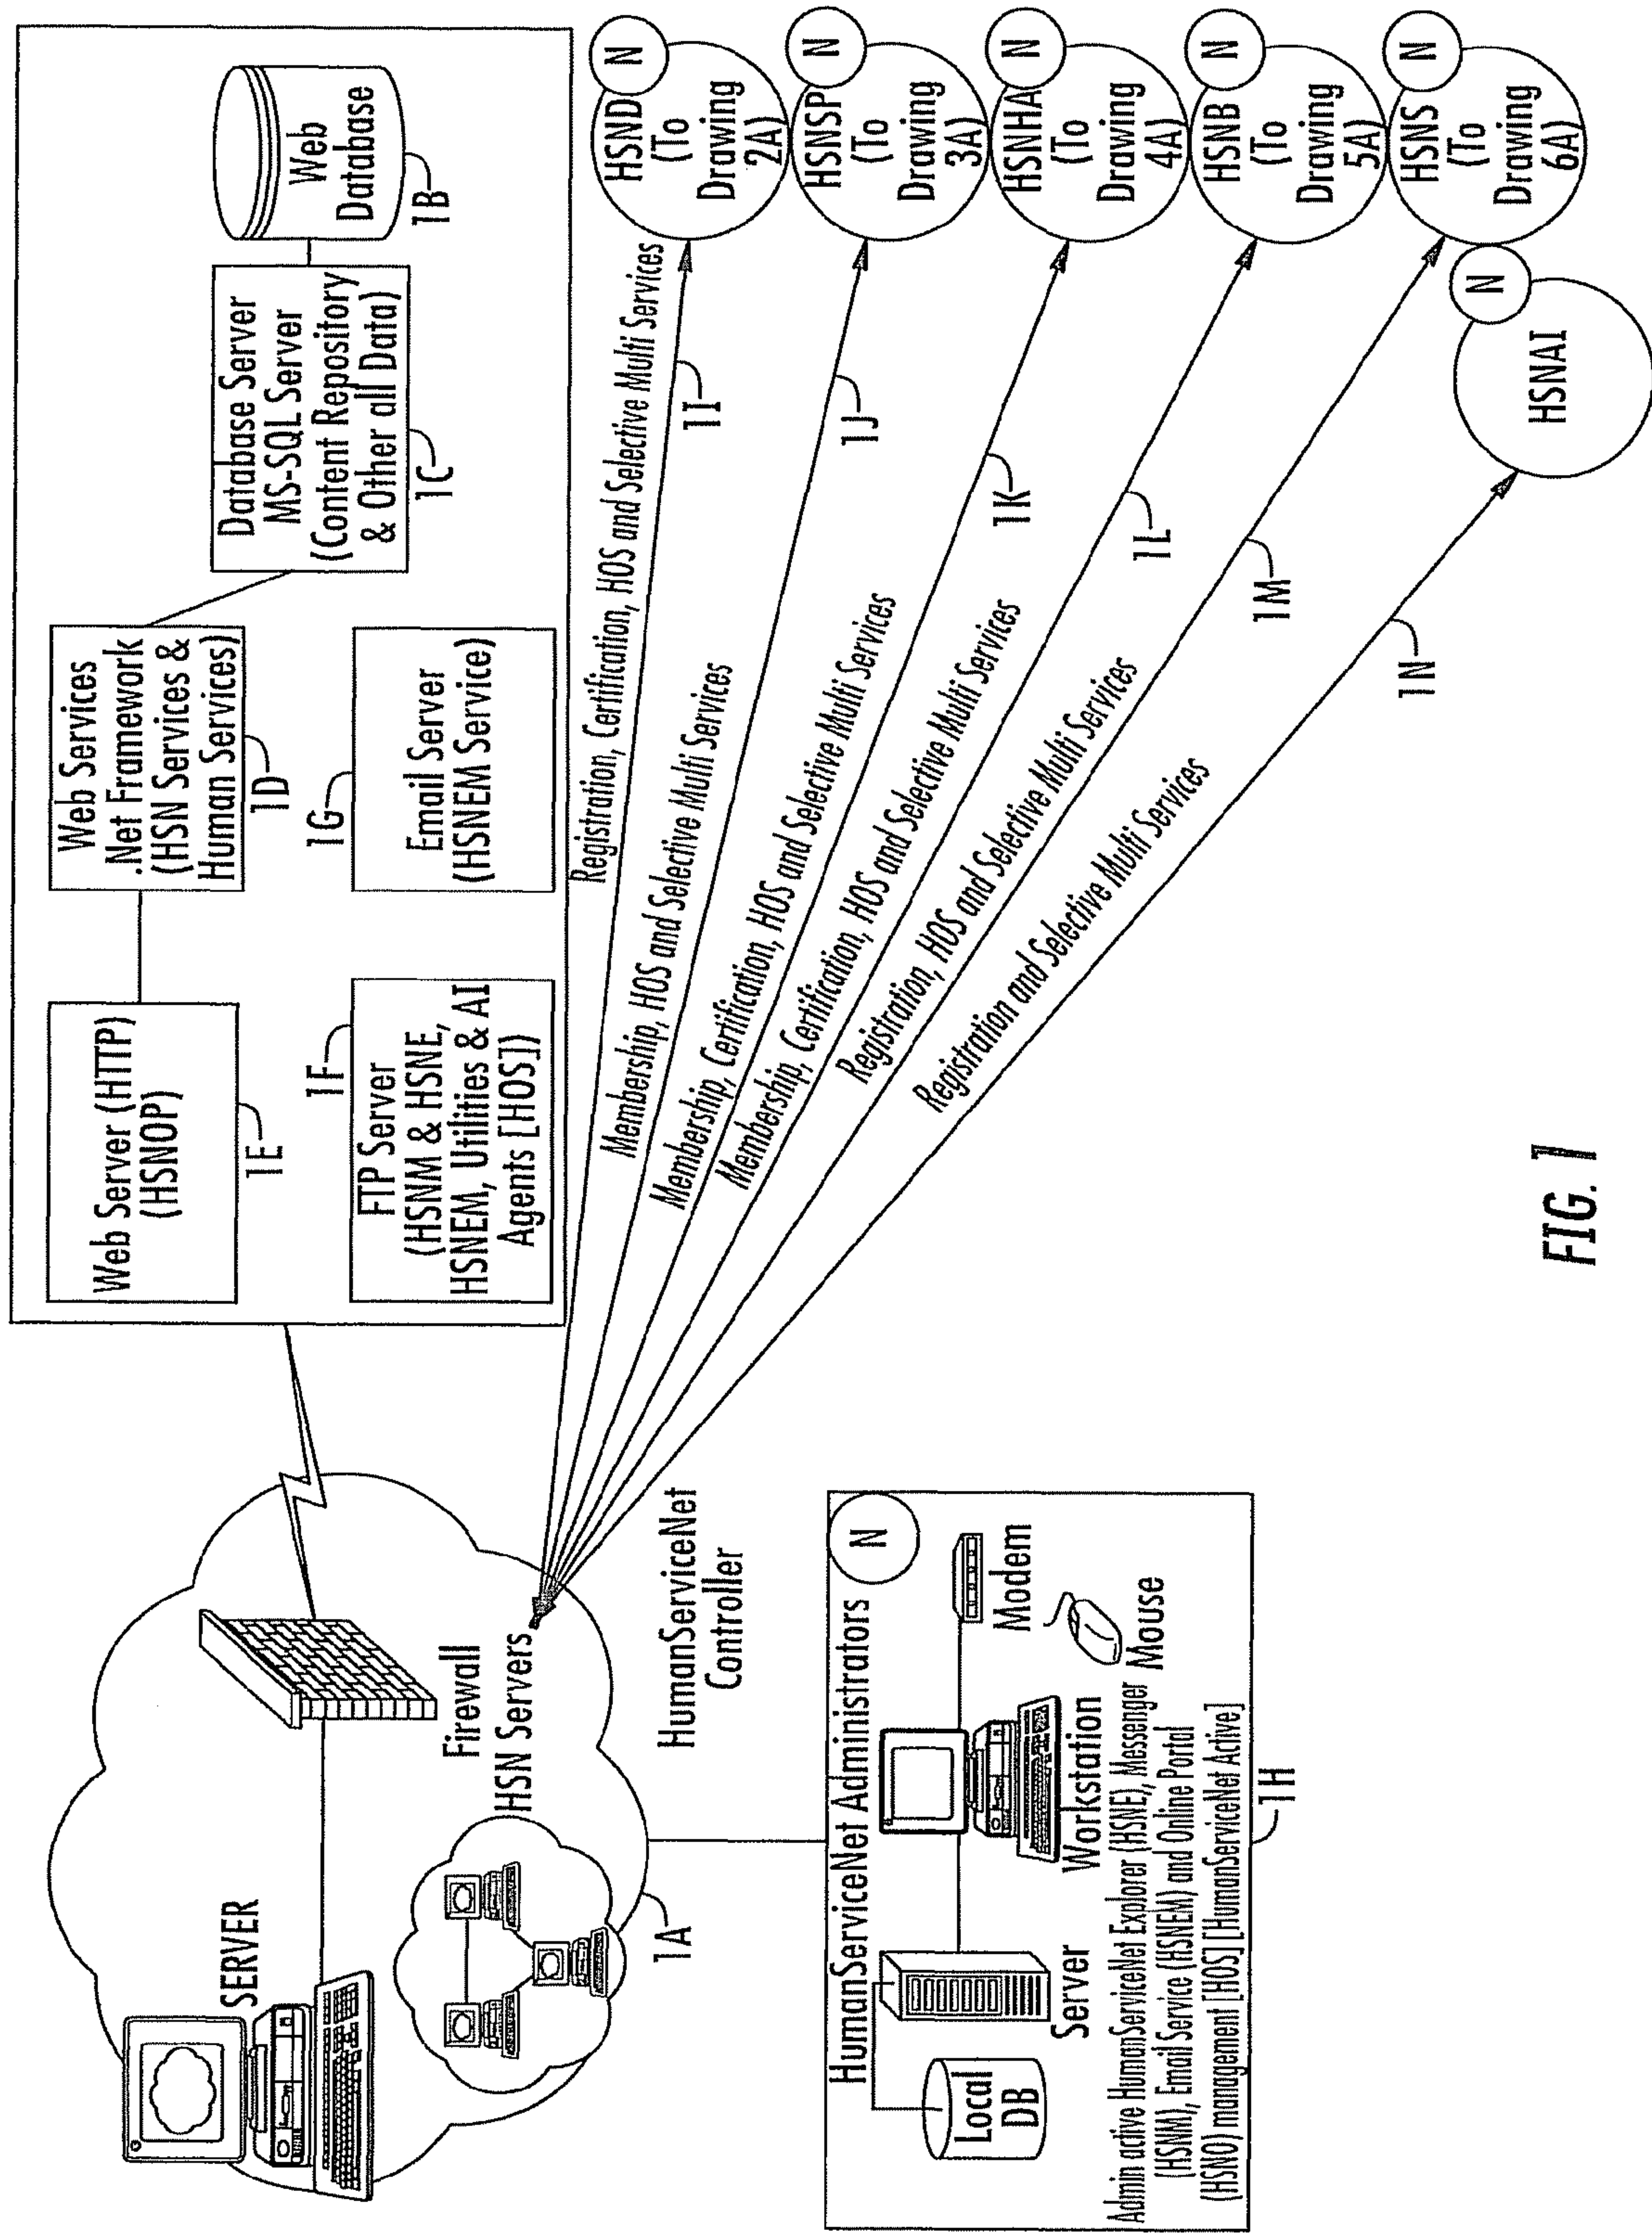 SERVER
Firewall
HSN Servers
1A
HumanServiceNet
Controller
Web Server (HTTP)
(HSNOP)
1E
Web Services
.Net Framework
(HSN Services &
Human Services)
1D
Database Server
MS-SQL Server
(Content Repository
& Other all Data)
1C
Web
Database
1B
1F
FTP Server
(HSNM & HSNE,
HSNEM, Utilities & AI
Agents [HOS])
1G
Email Server
(HSNEM Service)
Registration, Certification, HOS and Selective Multi Services
1I
Membership, HOS and Selective Multi Services
1J
Membership, Certification, HOS and Selective Multi Services
1K
Membership, Certification, HOS and Selective Multi Services
1L
Registration, HOS and Selective Multi Services
1M
Registration and Selective Multi Services
1N
N
HSND
(To
Drawing
2A)
N
HSNSP
(To
Drawing
3A)
N
HSNHA
(To
Drawing
4A)
N
HSNB
(To
Drawing
5A)
N
HSNS
(To
Drawing
6A)
N
HSNAI
HumanServiceNet Administrators
N
Local
DB
Server
Workstation
Modem
Mouse
Admin active HumanServiceNet Explorer (HSNE), Messenger
(HSNM), Email Service (HSNEM) and Online Portal
(HSNO) management [HOS] [HumanServiceNet Active]
1H
FIG. 1